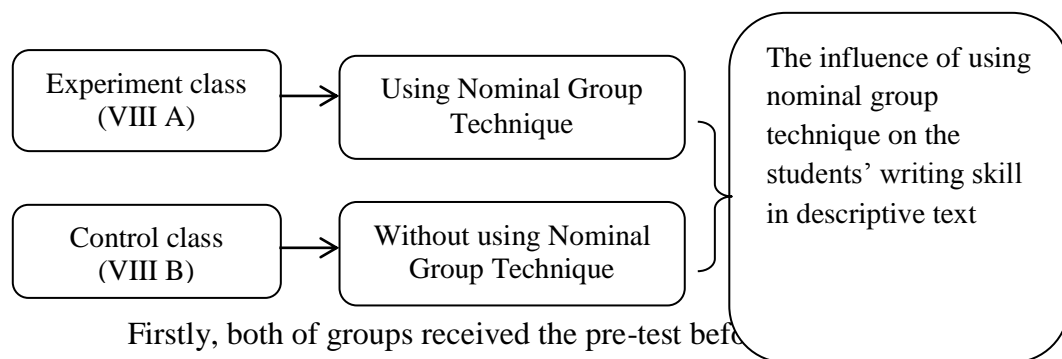 Experiment class
(VIII A)
Using Nominal Group
Technique
The influence of using
nominal group
technique on the
students’ writing skill
in descriptive text
Control class
(VIII B)
Without using Nominal
Group Technique
Firstly, both of groups received the pre-test